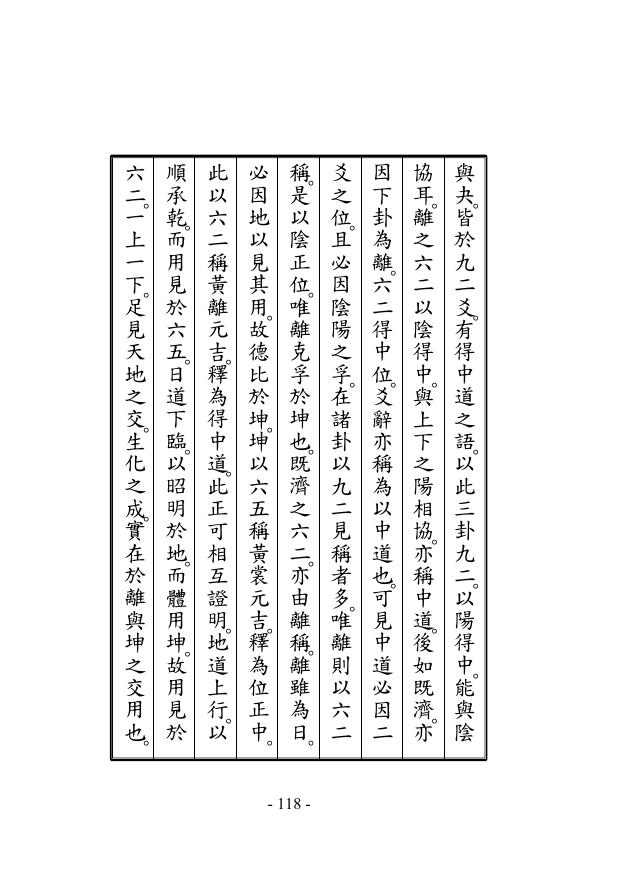 與夬。皆於九二爻。有得中道之語。以此三卦九二。以陽得中。能與陰
協耳。離之六二以陰得中。與上下之陽相協。亦稱中道。後如既濟。亦
因下卦為離。六二得中位。爻辭亦稱為以中道也。可見中道必因二
爻之位。且必因陰陽之孚。在諸卦以九二見稱者多。唯離則以六二
稱。是以陰正位。唯離克孚於坤也。既濟之六二。亦由離稱。離雖為日。
必因地以見其用。故德比於坤。坤以六五稱黃裳元吉。釋為位正中。
此以六二稱黃離元吉。釋為得中道。此正可相互證明。地道上行。以
順承乾。而用見於六五。日道下臨。以昭明於地。而體用坤。故用見於
六二。一上一下。足見天地之交。生化之成。實在於離與坤之交用也。
- 118 -